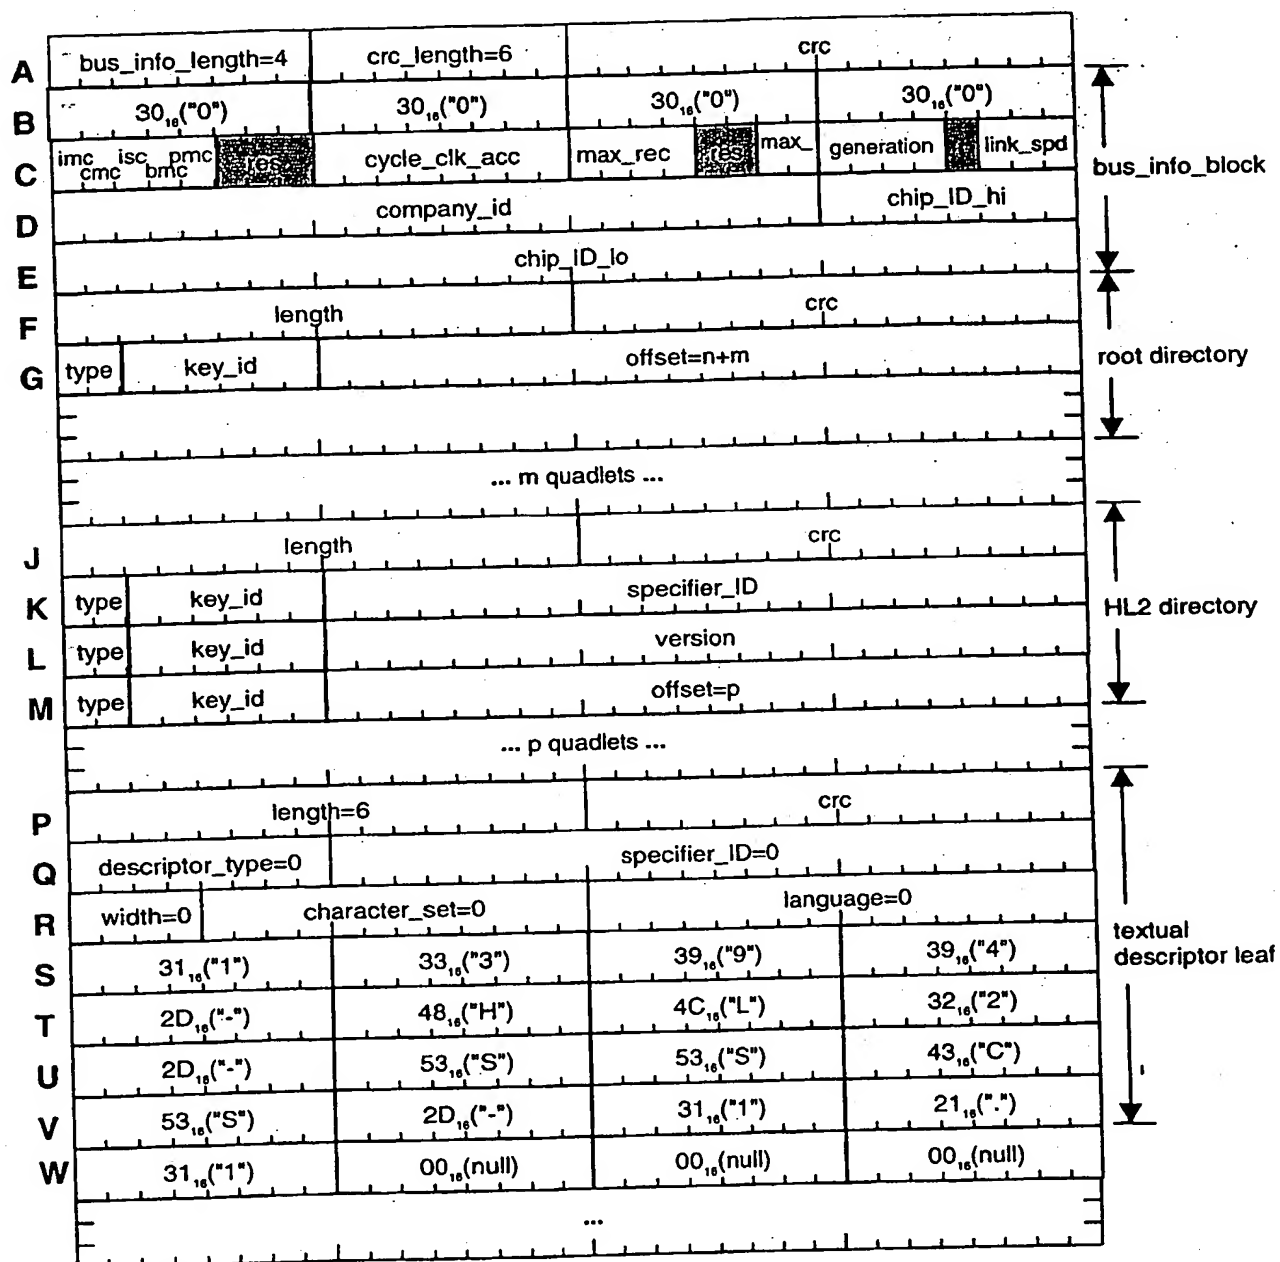 A bus_info_length=4 crc_length=6 crc
B 30₁₆("0") 30₁₆("0") 30₁₆("0") 30₁₆("0")
imc isc pmc
C cmc bmc res cycle_clk_acc max_rec res max_ generation link_spd
bus_info_block
D company_id chip_ID_hi
E chip_ID_lo
F length crc
G type key_id offset=n+m
root directory
... m quadlets ...
J length crc
K type key_id specifier_ID
HL2 directory
L type key_id version
M type key_id offset=p
... p quadlets ...
P length=6 crc
Q descriptor_type=0 specifier_ID=0
R width=0 character_set=0 language=0
textual
descriptor leaf
S 31₁₆("1") 33₁₆("3") 39₁₆("9") 39₁₆("4")
T 2D₁₆("-") 48₁₆("H") 4C₁₆("L") 32₁₆("2")
U 2D₁₆("-") 53₁₆("S") 53₁₆("S") 43₁₆("C")
V 53₁₆("S") 2D₁₆("-") 31₁₆("1") 21₁₆(".")
W 31₁₆("1") 00₁₆(null) 00₁₆(null) 00₁₆(null)
...